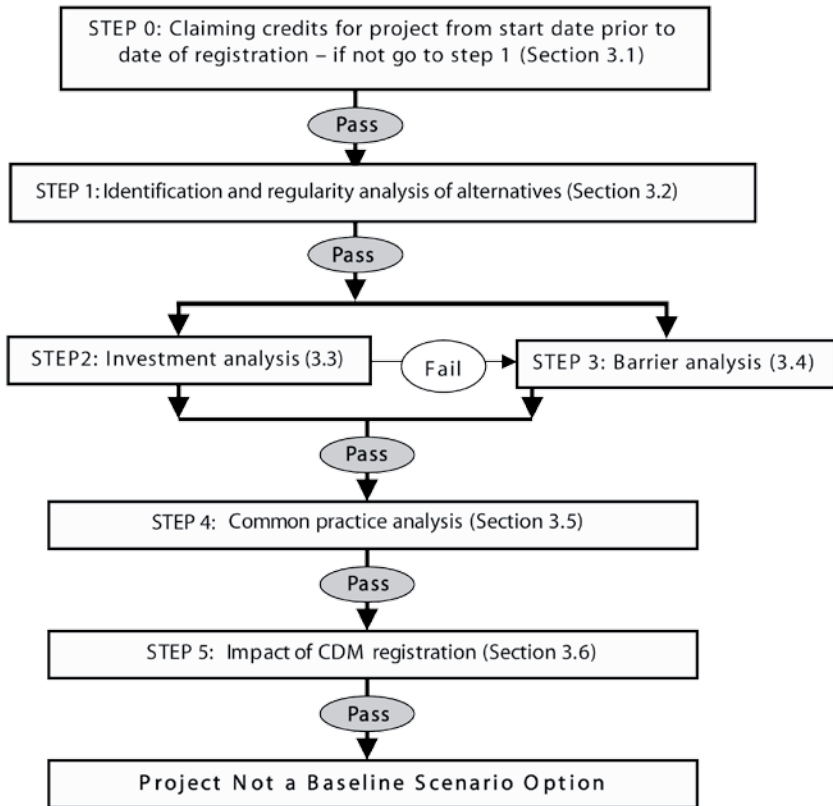 STEP 0: Claiming credits for project from start date prior to
date of registration – if not go to step 1 (Section 3.1)
Pass
STEP 1: Identification and regularity analysis of alternatives (Section 3.2)
Pass
STEP2: Investment analysis (3.3)
Fail
STEP 3: Barrier analysis (3.4)
Pass
STEP 4: Common practice analysis (Section 3.5)
Pass
STEP 5: Impact of CDM registration (Section 3.6)
Pass
Project Not a Baseline Scenario Option